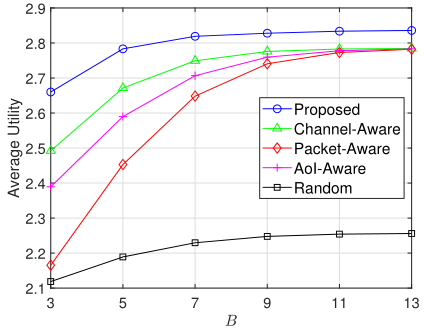 2.9
2.8
2.7
2.6
2.5
2.4
2.3
2.2
2.1
Average Utility
Proposed
Channel-Aware
Packet-Aware
AoI-Aware
Random
3 5 7 9 11 13
B